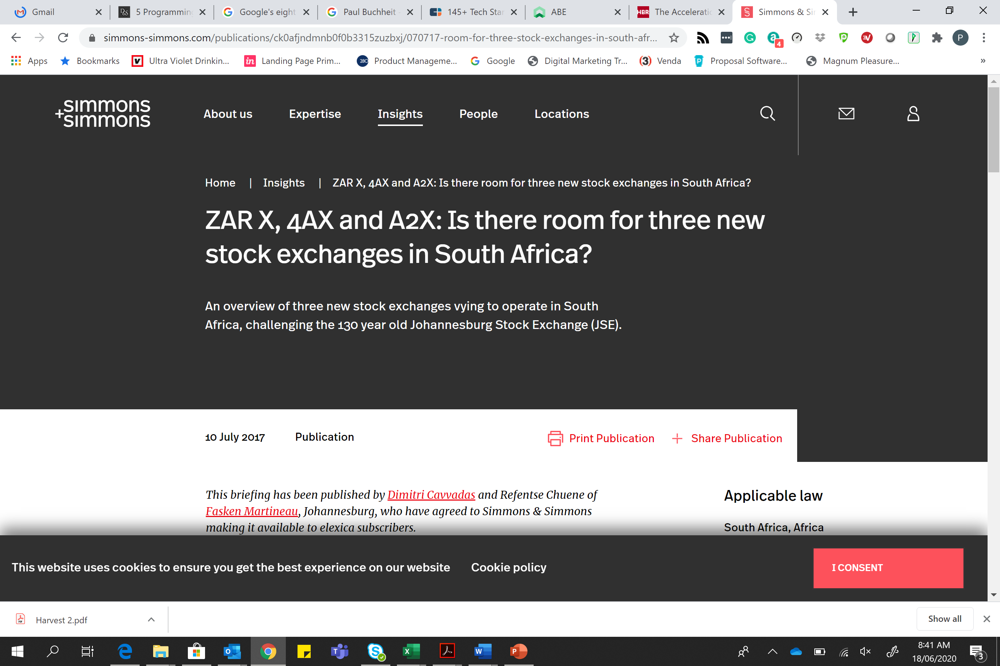 Gmail
5 Programming
Google's eight
Paul Buchheit -
145+ Tech Star
ABE
HBR The Acceleratic
S Simmons & Sir
simmons-simmons.com/publications/ck0afjndmnb0f0b3315zuzbxj/070717-room-for-three-stock-exchanges-in-south-afr...
4
P
Apps
Bookmarks
Ultra Violet Drinkin...
in Landing Page Prim...
280 Product Manageme...
Google
Digital Marketing Tr...
(3) Venda
P Proposal Software...
Magnum Pleasure...
»
+simmons
simmons
About us
Expertise
Insights
People
Locations
Home | Insights | ZAR X, 4AX and A2X: Is there room for three new stock exchanges in South Africa?
ZAR X, 4AX and A2X: Is there room for three new
stock exchanges in South Africa?
An overview of three new stock exchanges vying to operate in South
Africa, challenging the 130 year old Johannesburg Stock Exchange (JSE).
10 July 2017
Publication
Print Publication
+ Share Publication
This briefing has been published by Dimitri Cavvadas and Refentse Chuene of
Fasken Martineau, Johannesburg, who have agreed to Simmons & Simmons
making it available to elexica subscribers.
Applicable law
South Africa, Africa
This website uses cookies to ensure you get the best experience on our website
Cookie policy
I CONSENT
Harvest 2.pdf
Show all
8:41 AM
18/06/2020
3